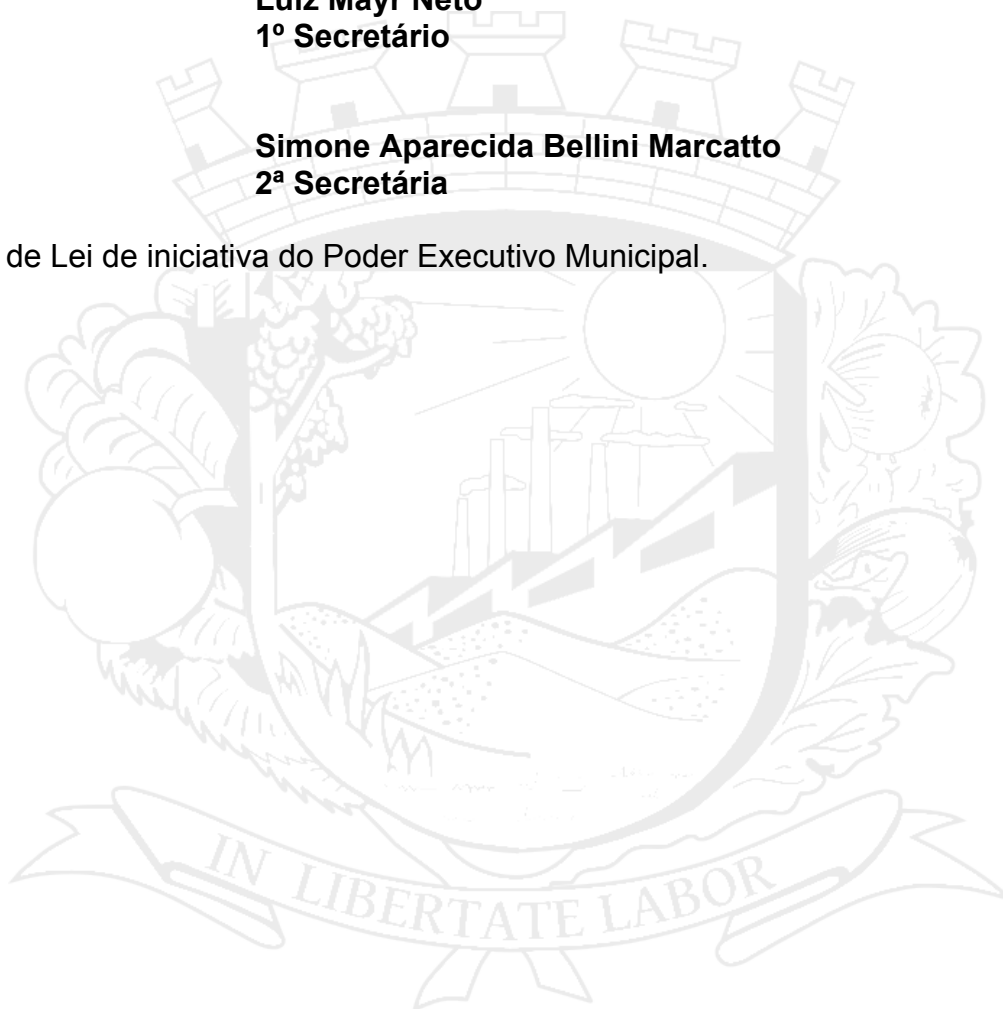 Luiz Mayr Neto
1º Secretário
Simone Aparecida Bellini Marcatto
2ª Secretária
de Lei de iniciativa do Poder Executivo Municipal.
IN LIBERTATE LABOR